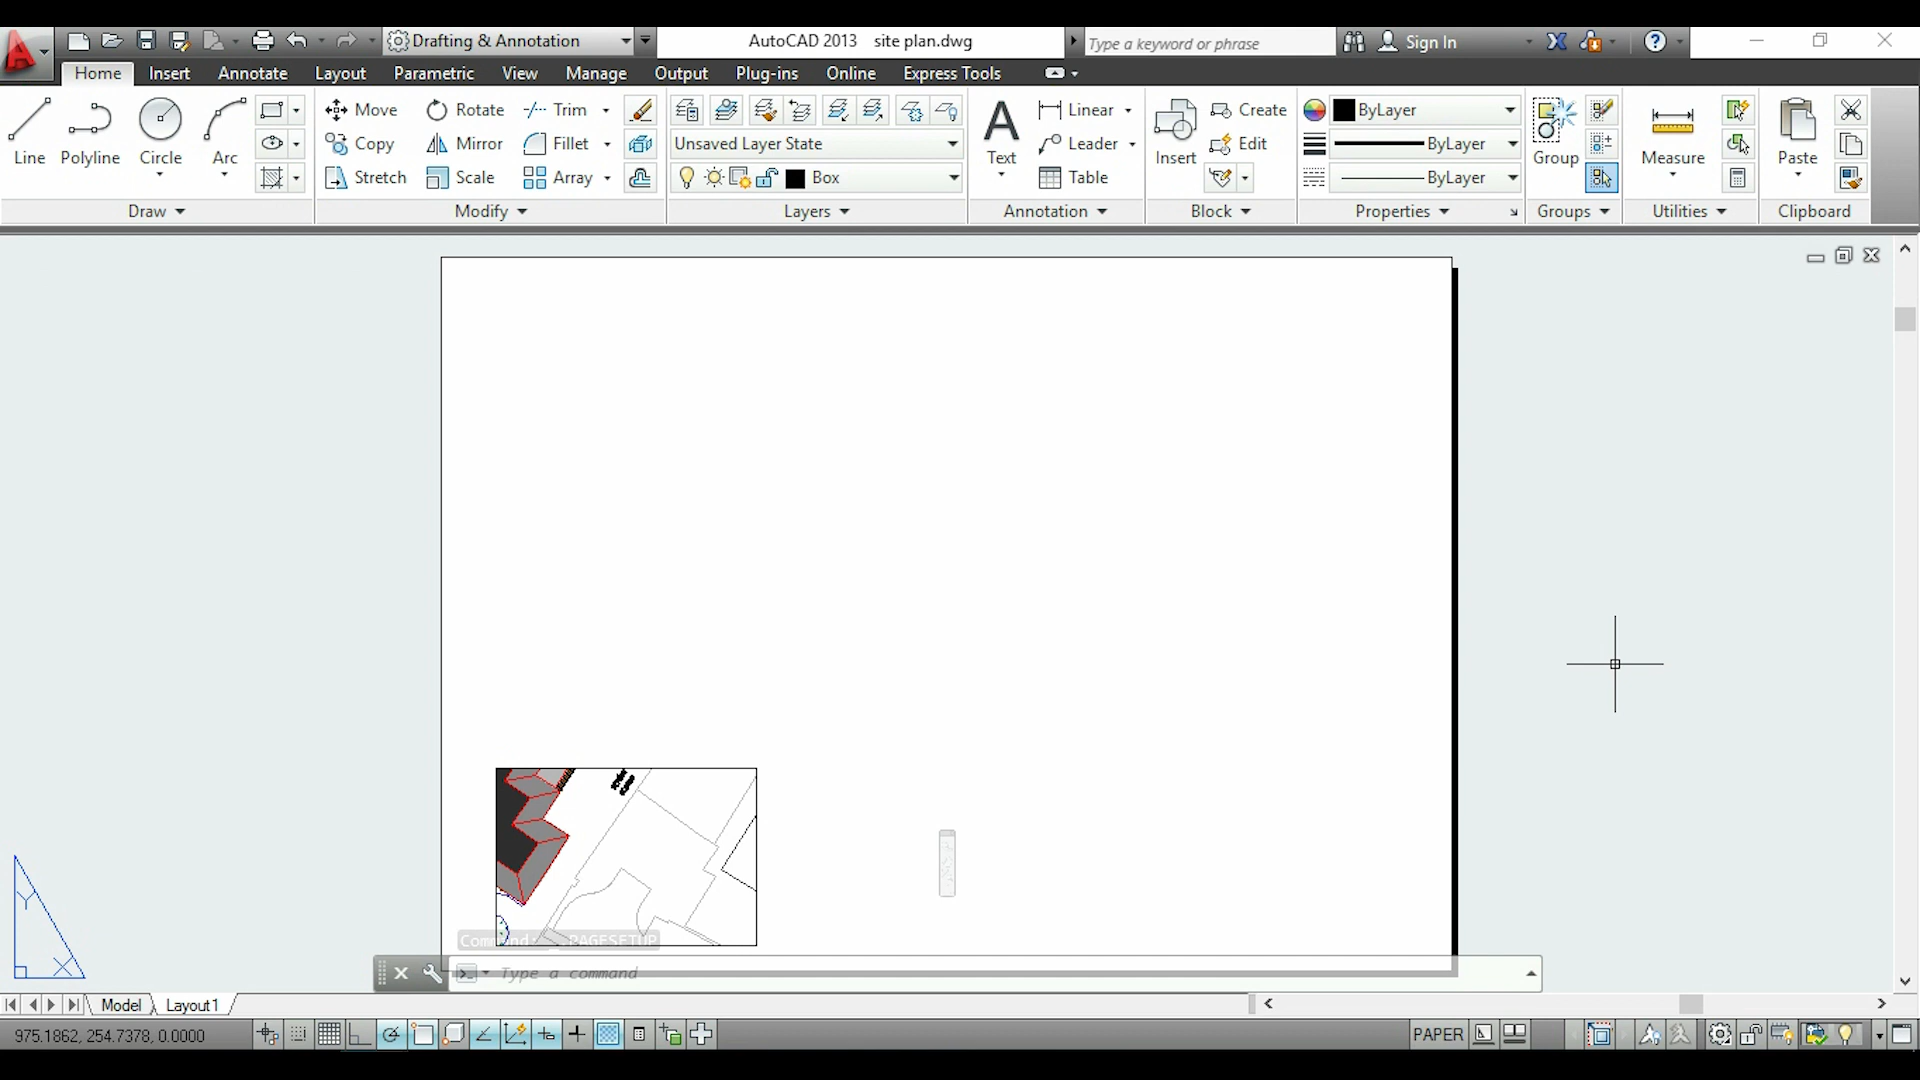 Drafting & Annotation
AutoCAD 2013 site plan.dwg
Type a keyword or phrase
Sign In
Home Insert Annotate Layout Parametric View Manage Output Plug-ins Online Express Tools
Line Polyline Circle Arc
Move Rotate Trim
Copy Mirror Fillet
Stretch Scale Array
Unsaved Layer State
Box
Text
Linear
Leader
Table
Insert
Create
Edit
ByLayer
ByLayer
ByLayer
Group
Measure
Paste
Draw Modify Layers Annotation Block Properties Groups Utilities Clipboard
Y
X
Command: _PAGESETUP
Type a command
Model Layout1
975.1862, 254.7378, 0.0000
PAPER